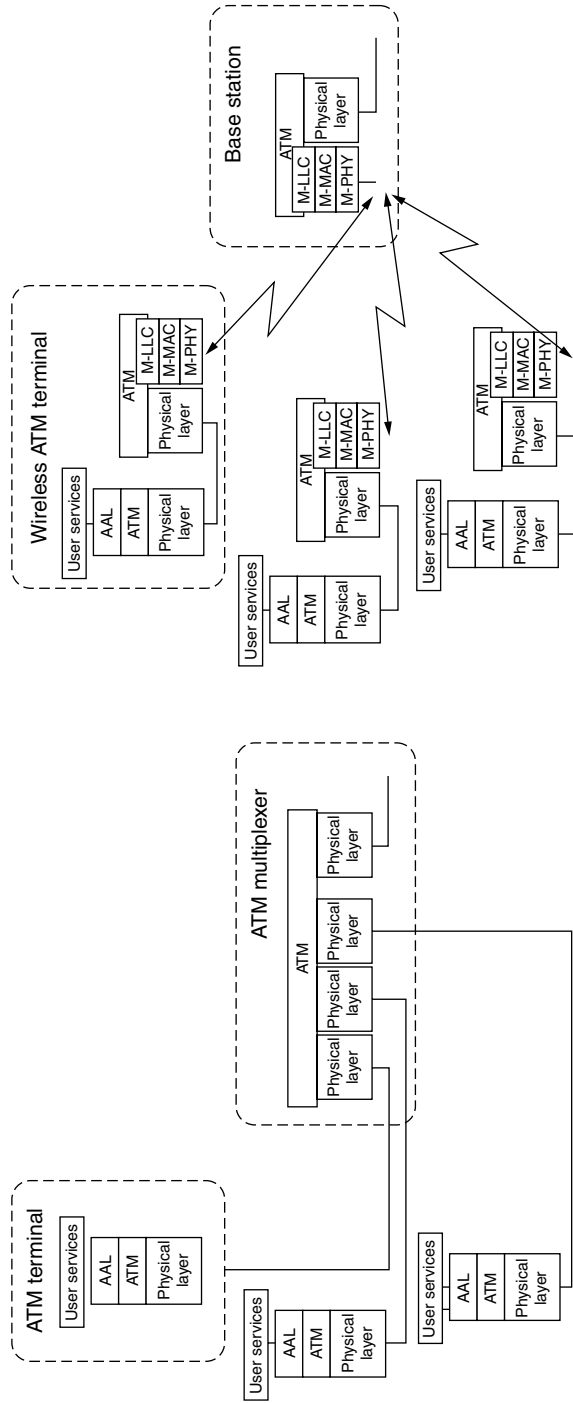 ATM terminal
User services
AAL
ATM
Physical
layer
User services
AAL
ATM
Physical
layer
User services
AAL
ATM
Physical
layer
ATM multiplexer
ATM
Physical
layer
Physical
layer
Physical
layer
Physical
layer
Wireless ATM terminal
User services
AAL
ATM
Physical
layer
ATM
Physical
layer
M-LLC
M-MAC
M-PHY
User services
AAL
ATM
Physical
layer
ATM
Physical
layer
M-LLC
M-MAC
M-PHY
User services
AAL
ATM
Physical
layer
ATM
Physical
layer
M-LLC
M-MAC
M-PHY
Base station
ATM
M-LLC
M-MAC
M-PHY
Physical
layer